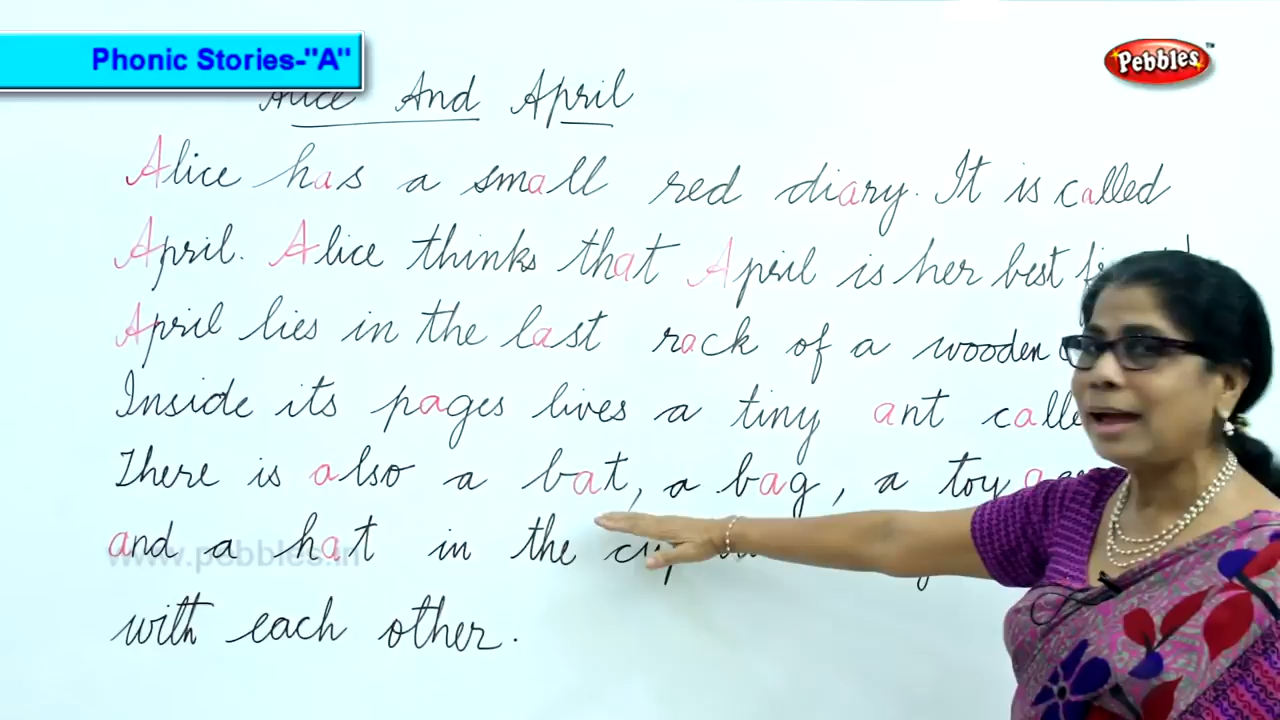 Phonic Stories-"A"
Pebbles™
Alice And April
Alice has a small red diary. It is called
April. Alice thinks that April is her best
April lies in the last rack of a wooden
Inside its pages lives a tiny ant
There is also a bat, a bag, a toy
and a hat in the
www.pebbles.in
with each other.